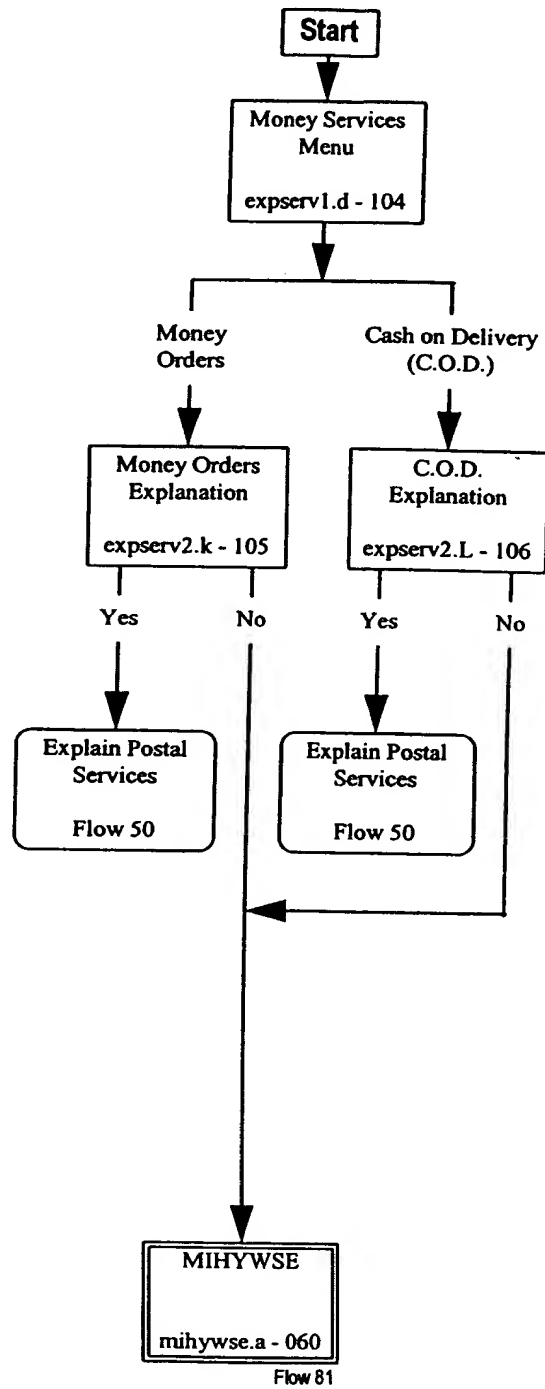 Start
Money Services
Menu
expserv1.d - 104
Money
Orders
Cash on Delivery
(C.O.D.)
Money Orders
Explanation
expserv2.k - 105
C.O.D.
Explanation
expserv2.L - 106
Yes
No
Yes
No
Explain Postal
Services
Flow 50
Explain Postal
Services
Flow 50
MIHYWSE
mihywse.a - 060
Flow 81